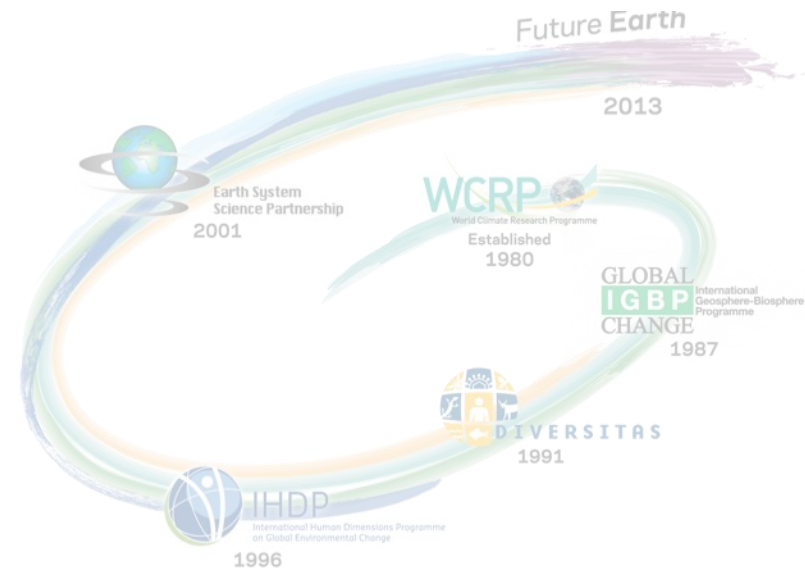 Future Earth
2013
Earth System
Science Partnership
2001
WCRP
World Climate Research Programme
Established
1980
GLOBAL
IGBP
CHANGE
International
Geosphere-Biosphere
Programme
1987
DIVERSITAS
1991
IHDP
International Human Dimensions Programme
on Global Environmental Change
1996